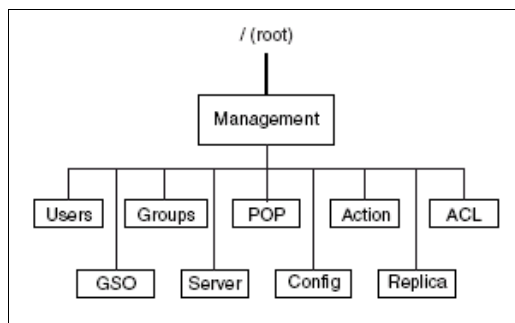 / (root)
Management
Users
Groups
POP
Action
ACL
GSO
Server
Config
Replica